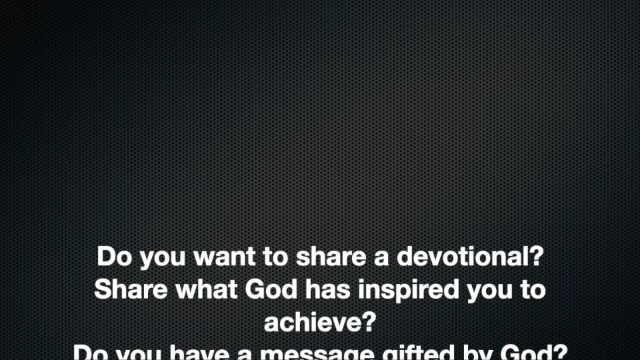 Do you want to share a devotional?
Share what God has inspired you to
achieve?
Do you have a message gifted by God?